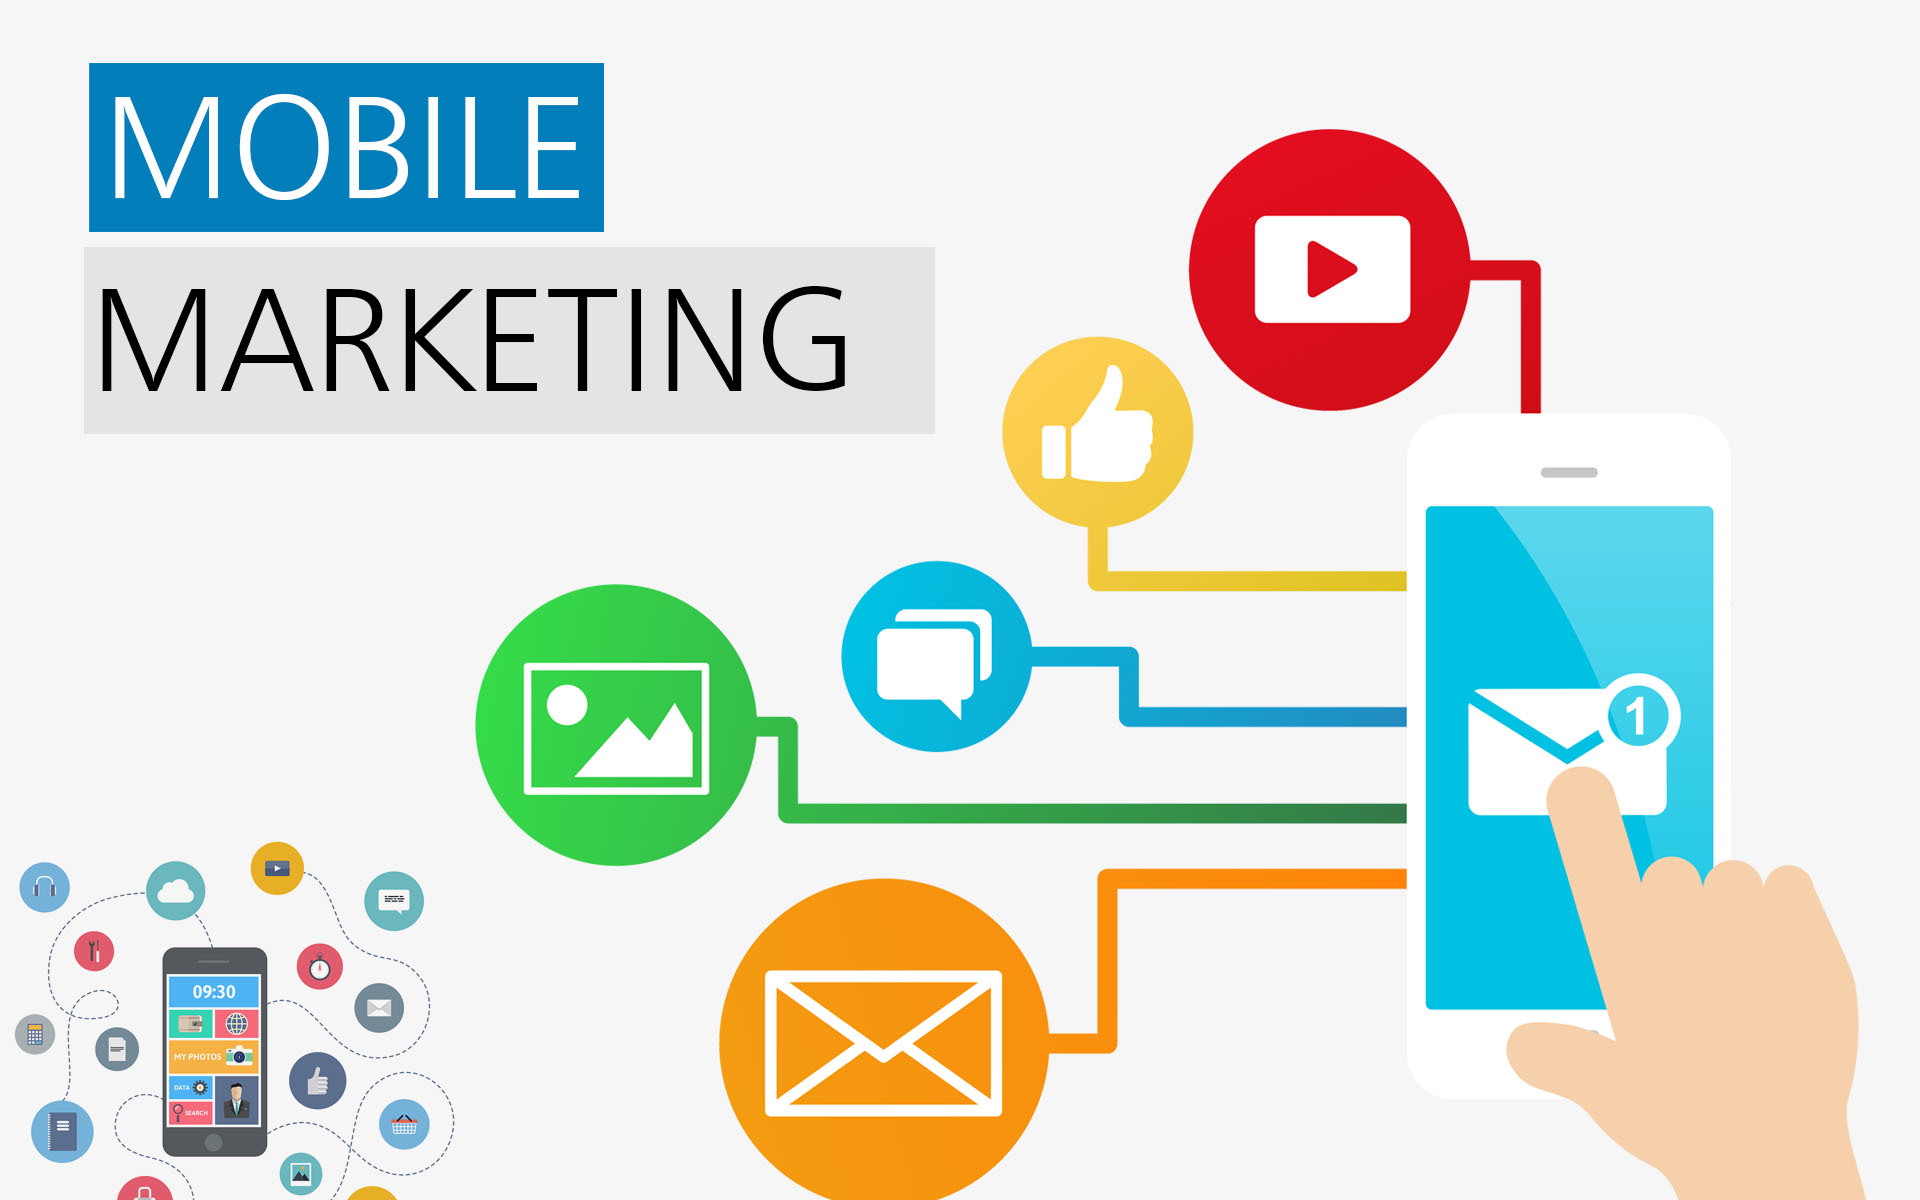 MOBILE
MARKETING
1
09:30
MY PHOTOS
DATA
SEARCH